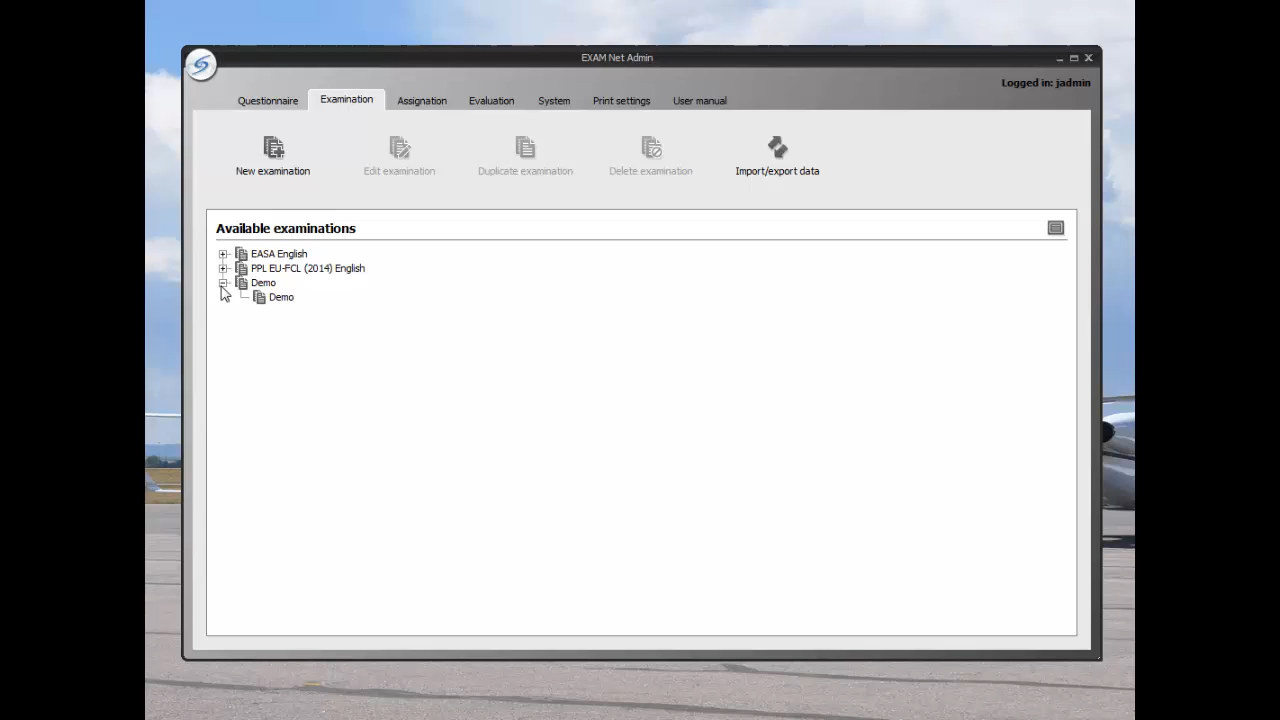 EXAM Net Admin
Logged in: jadmin
Questionnaire Examination Assignation Evaluation System Print settings User manual
New examination Edit examination Duplicate examination Delete examination Import/export data
Available examinations
EASA English
PPL EU-FCL (2014) English
Demo
Demo